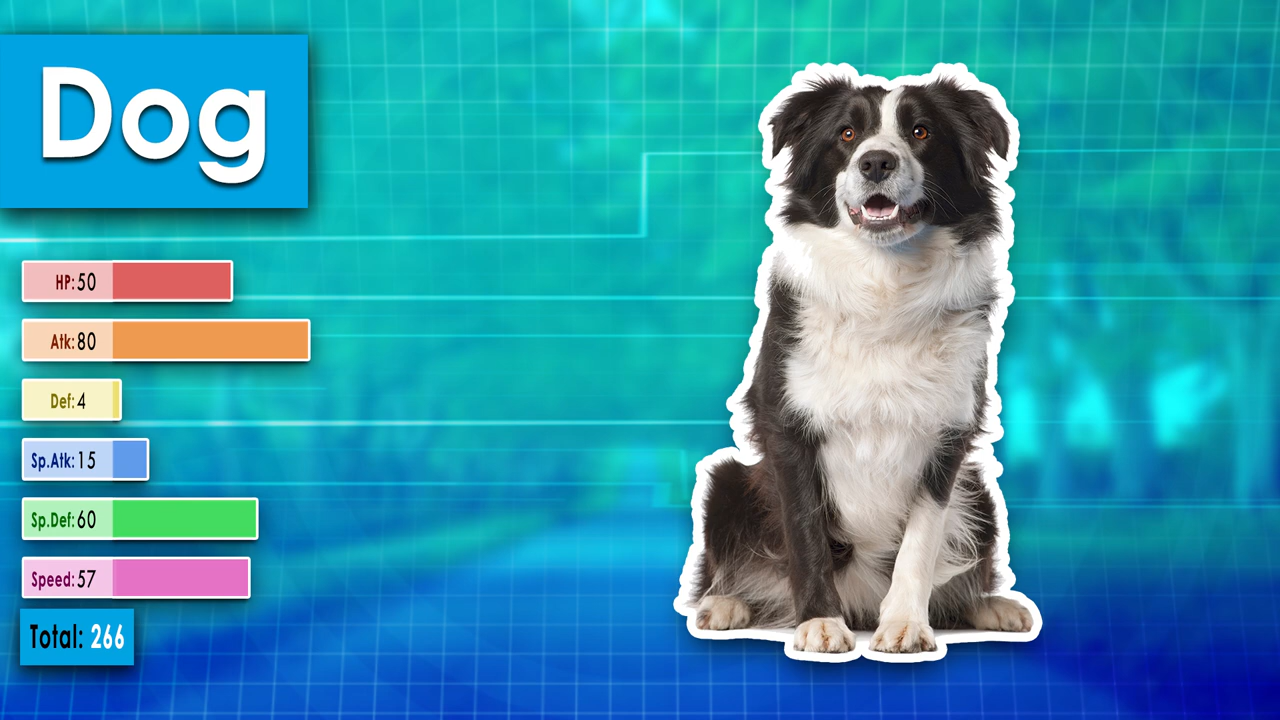 Dog
HP: 50
Atk: 80
Def: 4
Sp.Atk: 15
Sp.Def: 60
Speed: 57
Total: 266